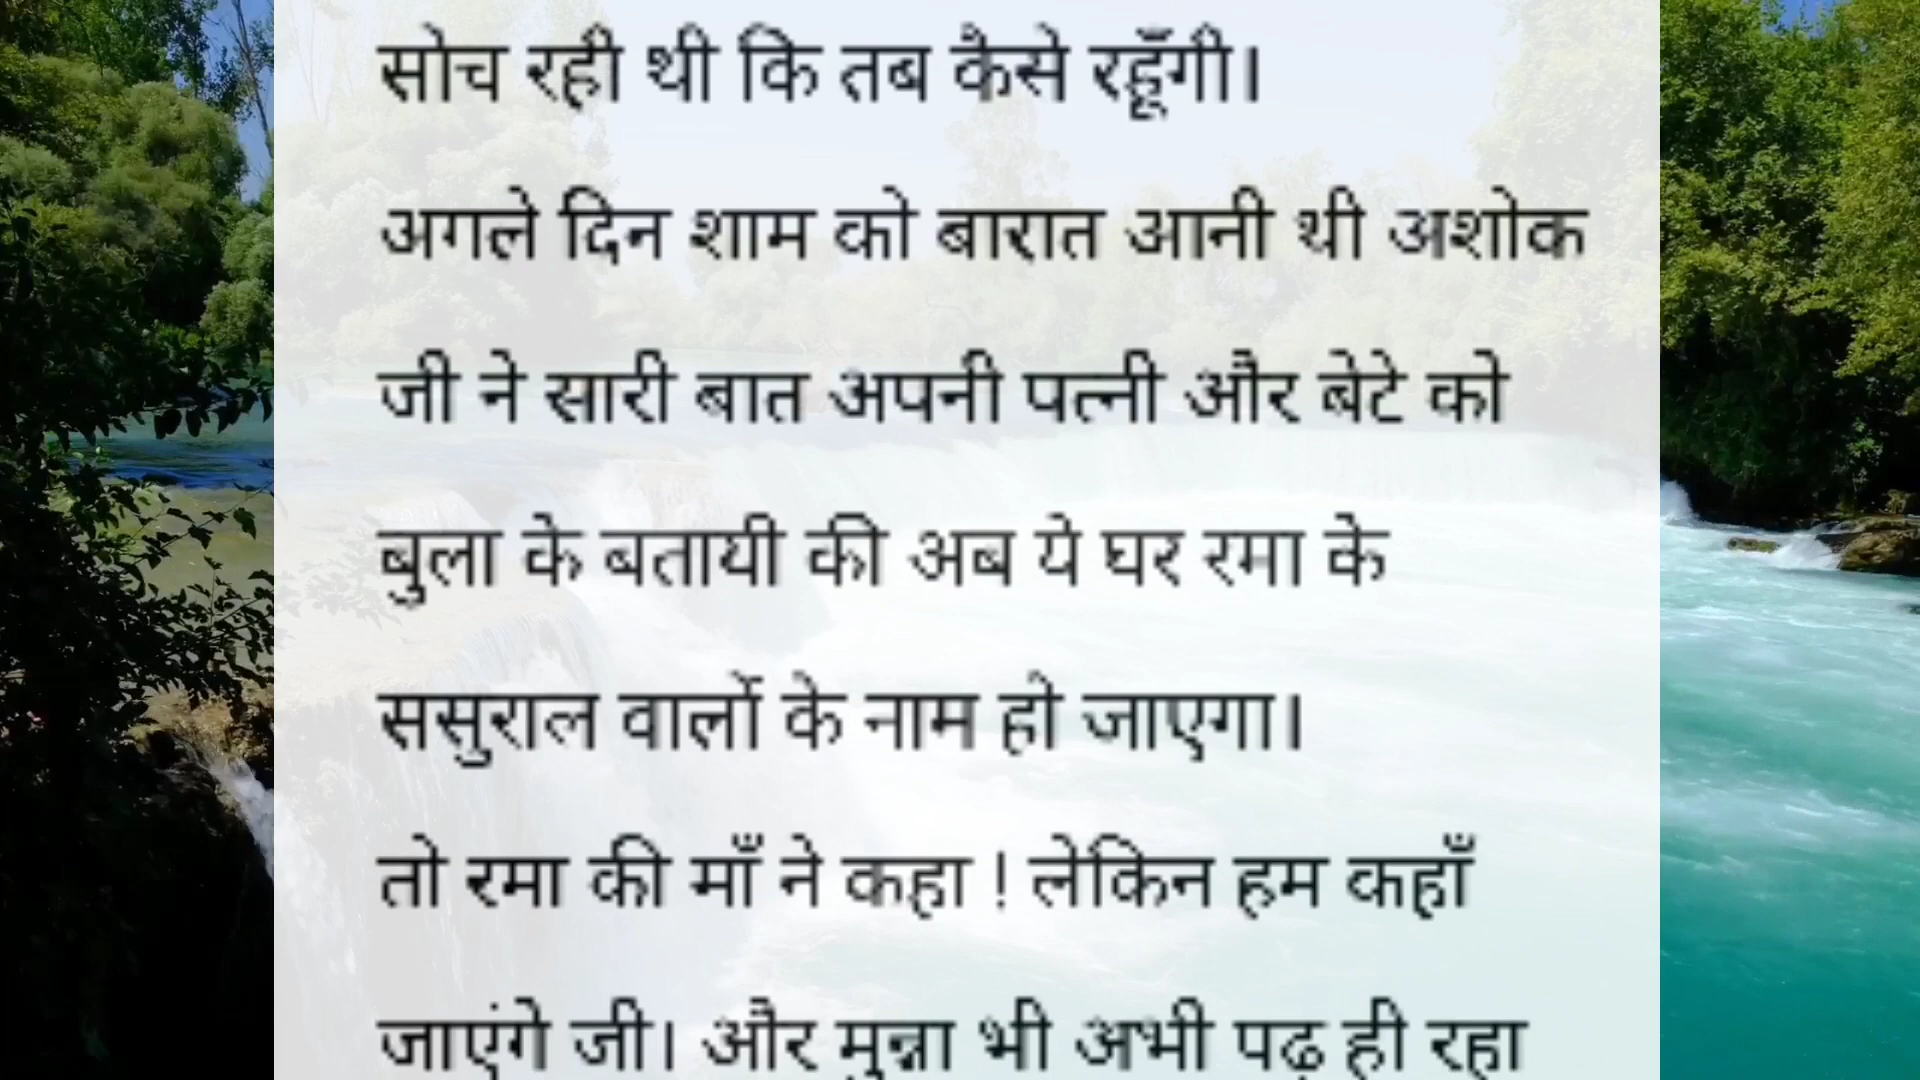 सोच रही थी कि तब कैसे रहूँगी।
अगले दिन शाम को बारात आनी थी अशोक
जी ने सारी बात अपनी पत्नी और बेटे को
बुला के बतायी की अब ये घर रमा के
ससुराल वालों के नाम हो जाएगा।
तो रमा की माँ ने कहा ! लेकिन हम कहाँ
जाएंगे जी। और मुन्ना भी अभी पढ़ ही रहा